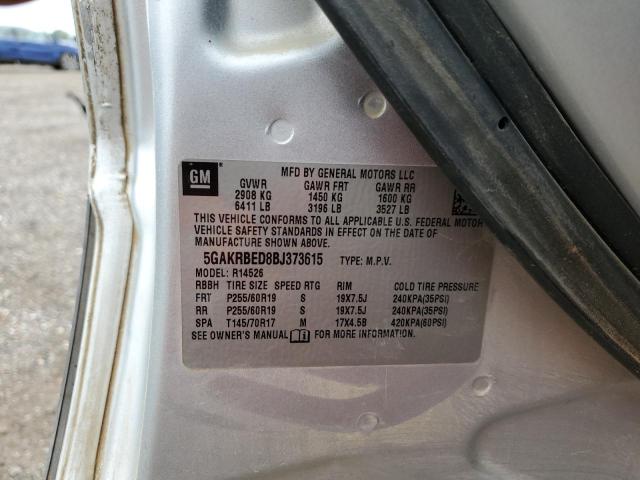 GM
MFD BY GENERAL MOTORS LLC
GVWR GAWR FRT GAWR RR
2908 KG 1450 KG 1600 KG
6411 LB 3196 LB 3527 LB
THIS VEHICLE CONFORMS TO ALL APPLICABLE U.S. FEDERAL MOTOR
VEHICLE SAFETY STANDARDS IN EFFECT ON THE DATE OF
MANUFACTURE SHOWN ABOVE.
5GAKRBED8BJ373615 TYPE: M.P.V.
MODEL: R14526
RBBH TIRE SIZE SPEED RTG RIM COLD TIRE PRESSURE
FRT P255/60R19 S 19X7.5J 240KPA(35PSI)
RR P255/60R19 S 19X7.5J 240KPA(35PSI)
SPA T145/70R17 M 17X4.5B 420KPA(60PSI)
SEE OWNER'S MANUAL FOR MORE INFORMATION.